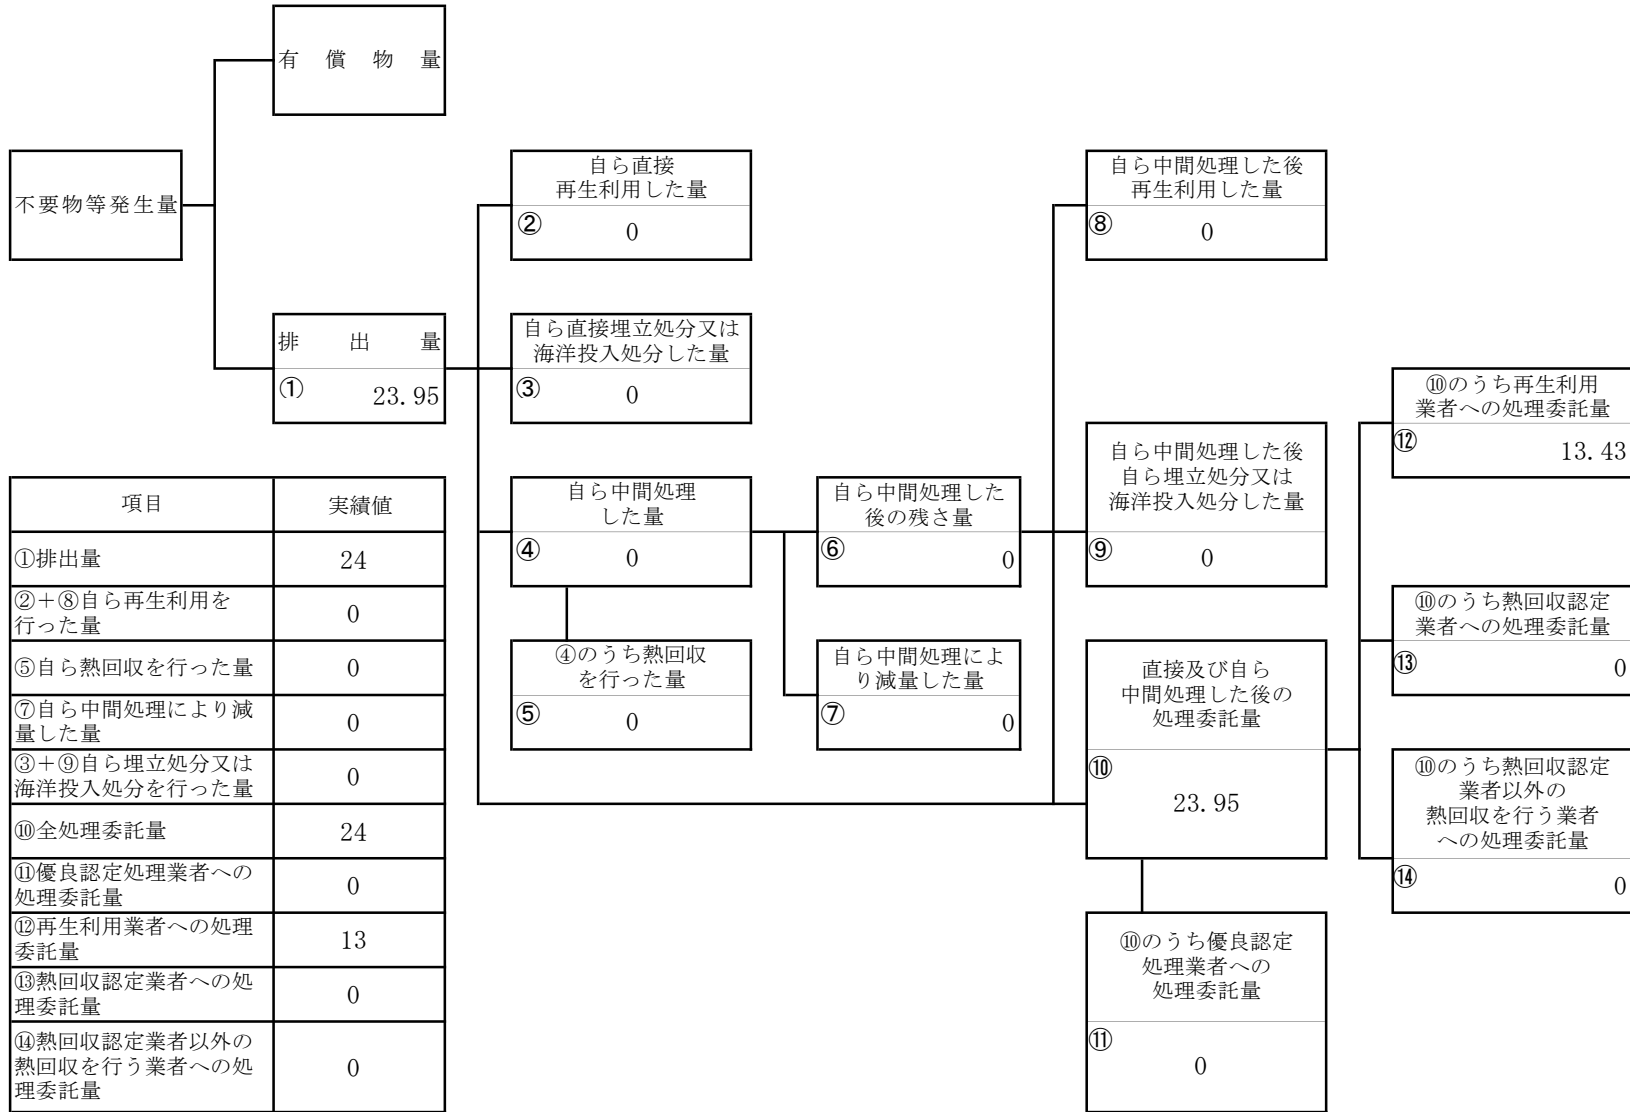 有償物量
不要物等発生量
排出量
① 23.95
自ら直接
再生利用した量
② 0
自ら直接埋立処分又は
海洋投入処分した量
③ 0
自ら中間処理
した量
④ 0
④のうち熱回収
を行った量
⑤ 0
自ら中間処理した
後の残さ量
⑥ 0
自ら中間処理によ
り減量した量
⑦ 0
自ら中間処理した後
再生利用した量
⑧ 0
自ら中間処理した後
自ら埋立処分又は
海洋投入処分した量
⑨ 0
直接及び自ら
中間処理した後の
処理委託量
⑩
23.95
⑩のうち優良認定
処理業者への
処理委託量
⑪
0
⑩のうち再生利用
業者への処理委託量
⑫ 13.43
⑩のうち熱回収認定
業者への処理委託量
⑬ 0
⑩のうち熱回収認定
業者以外の
熱回収を行う業者
への処理委託量
⑭ 0
項目 実績値
①排出量 24
②+⑧自ら再生利用を
行った量 0
⑤自ら熱回収を行った量 0
⑦自ら中間処理により減
量した量 0
③+⑨自ら埋立処分又は
海洋投入処分を行った量 0
⑩全処理委託量 24
⑪優良認定処理業者への
処理委託量 0
⑫再生利用業者への処理
委託量 13
⑬熱回収認定業者への処
理委託量 0
⑭熱回収認定業者以外の
熱回収を行う業者への処
理委託量 0